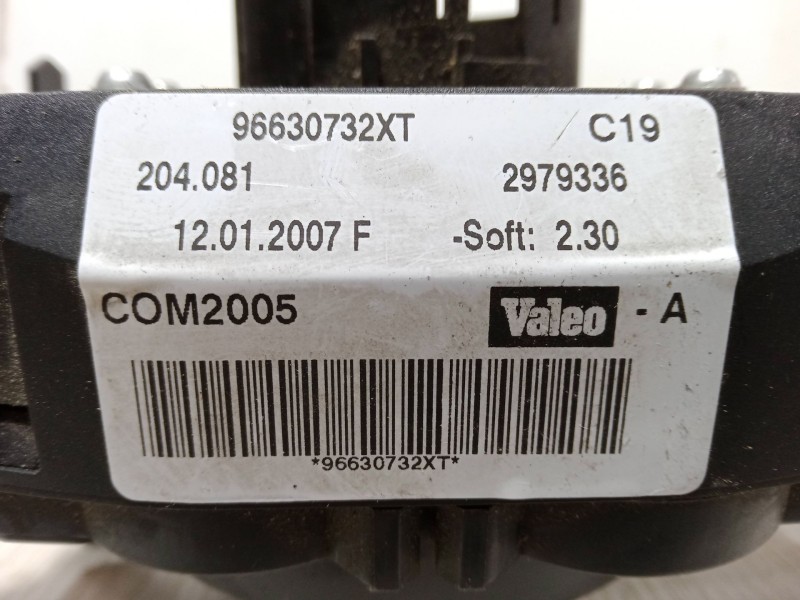 96630732XT C19
204.081 2979336
12.01.2007 F -Soft: 2.30
COM2005 Valeo - A
*96630732XT*